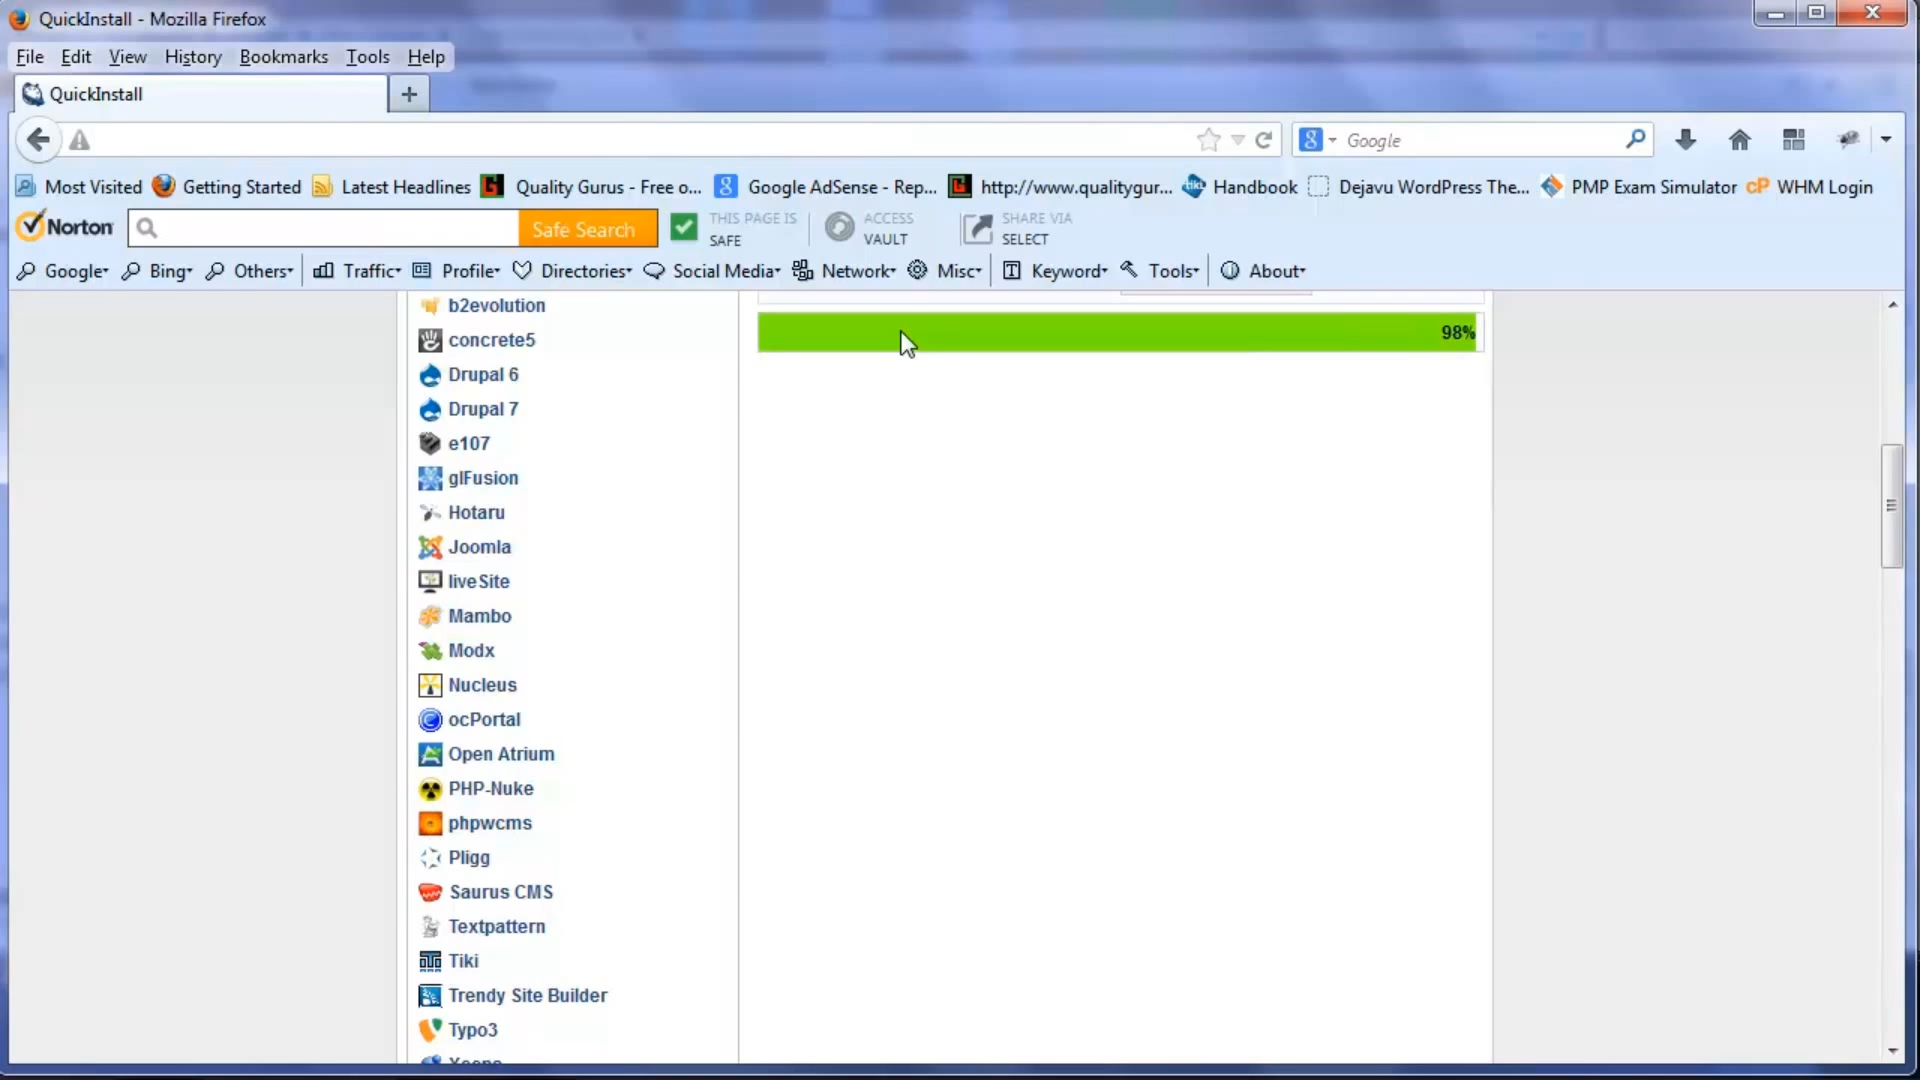 QuickInstall - Mozilla Firefox
File Edit View History Bookmarks Tools Help
QuickInstall
Google
Most Visited Getting Started Latest Headlines Quality Gurus - Free o... Google AdSense - Rep... http://www.qualitygur... Handbook Dejavu WordPress The... PMP Exam Simulator WHM Login
Norton Safe Search THIS PAGE IS SAFE ACCESS VAULT SHARE VIA SELECT
Google Bing Others Traffic Profile Directories Social Media Network Misc Keyword Tools About
b2evolution
98%
concrete5
Drupal 6
Drupal 7
e107
glFusion
Hotaru
Joomla
liveSite
Mambo
Modx
Nucleus
ocPortal
Open Atrium
PHP-Nuke
phpwcms
Pligg
Saurus CMS
Textpattern
Tiki
Trendy Site Builder
Typo3